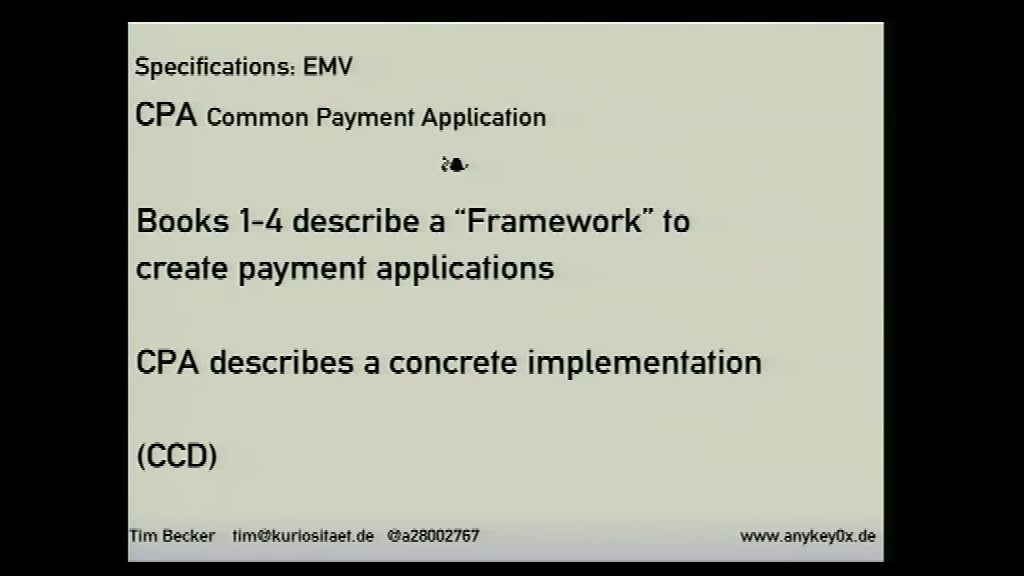 Specifications: EMV
CPA Common Payment Application
Books 1-4 describe a “Framework” to
create payment applications
CPA describes a concrete implementation
(CCD)
Tim Becker tim@kuriositaet.de @a28002767 www.anykey0x.de